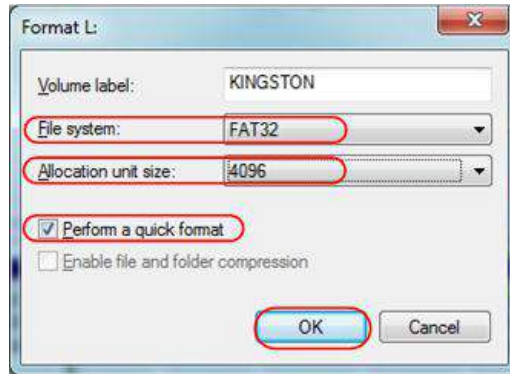 Format L:
Volume label: KINGSTON
File system: FAT32
Allocation unit size: 4096
Perform a quick format
Enable file and folder compression
OK Cancel